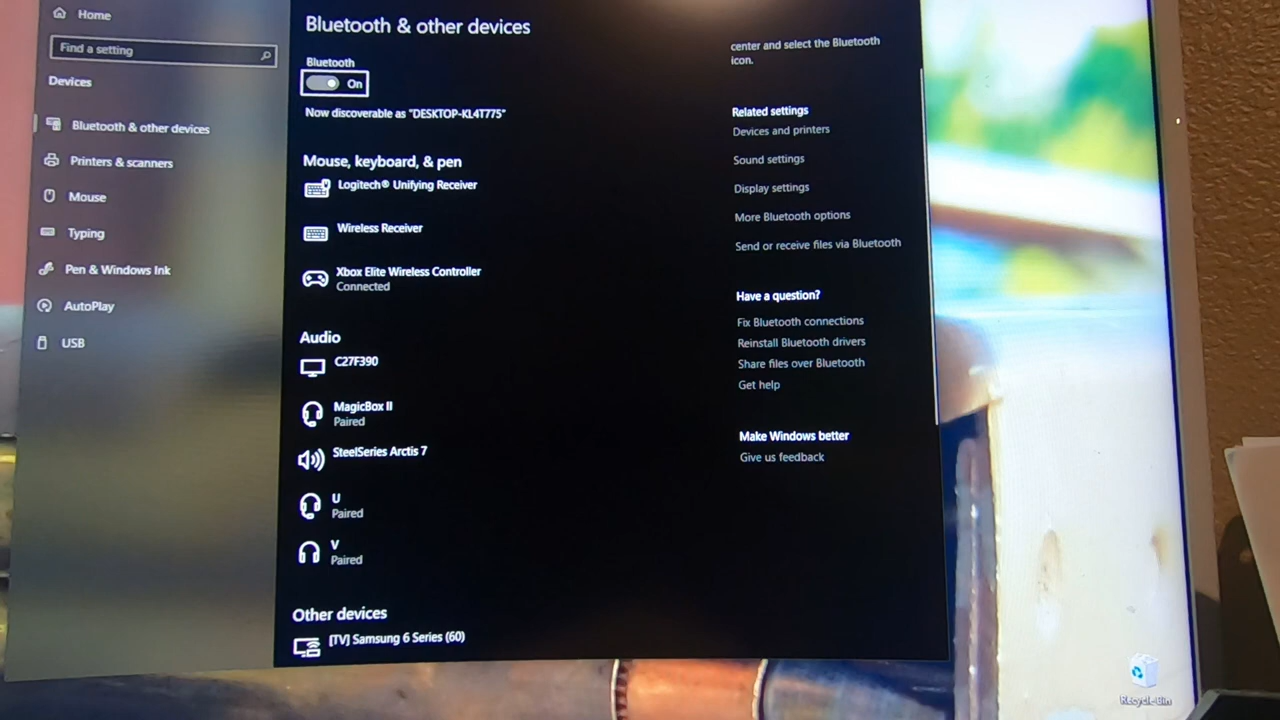 Home
Find a setting
Devices
Bluetooth & other devices
Printers & scanners
Mouse
Typing
Pen & Windows Ink
AutoPlay
USB
Bluetooth & other devices
Bluetooth
On
Now discoverable as "DESKTOP-KL4T775"
Mouse, keyboard, & pen
Logitech® Unifying Receiver
Wireless Receiver
Xbox Elite Wireless Controller
Connected
Audio
C27F390
MagicBox II
Paired
SteelSeries Arctis 7
U
Paired
V
Paired
Other devices
[TV] Samsung 6 Series (60)
center and select the Bluetooth
icon.
Related settings
Devices and printers
Sound settings
Display settings
More Bluetooth options
Send or receive files via Bluetooth
Have a question?
Fix Bluetooth connections
Reinstall Bluetooth drivers
Share files over Bluetooth
Get help
Make Windows better
Give us feedback
Recycle Bin